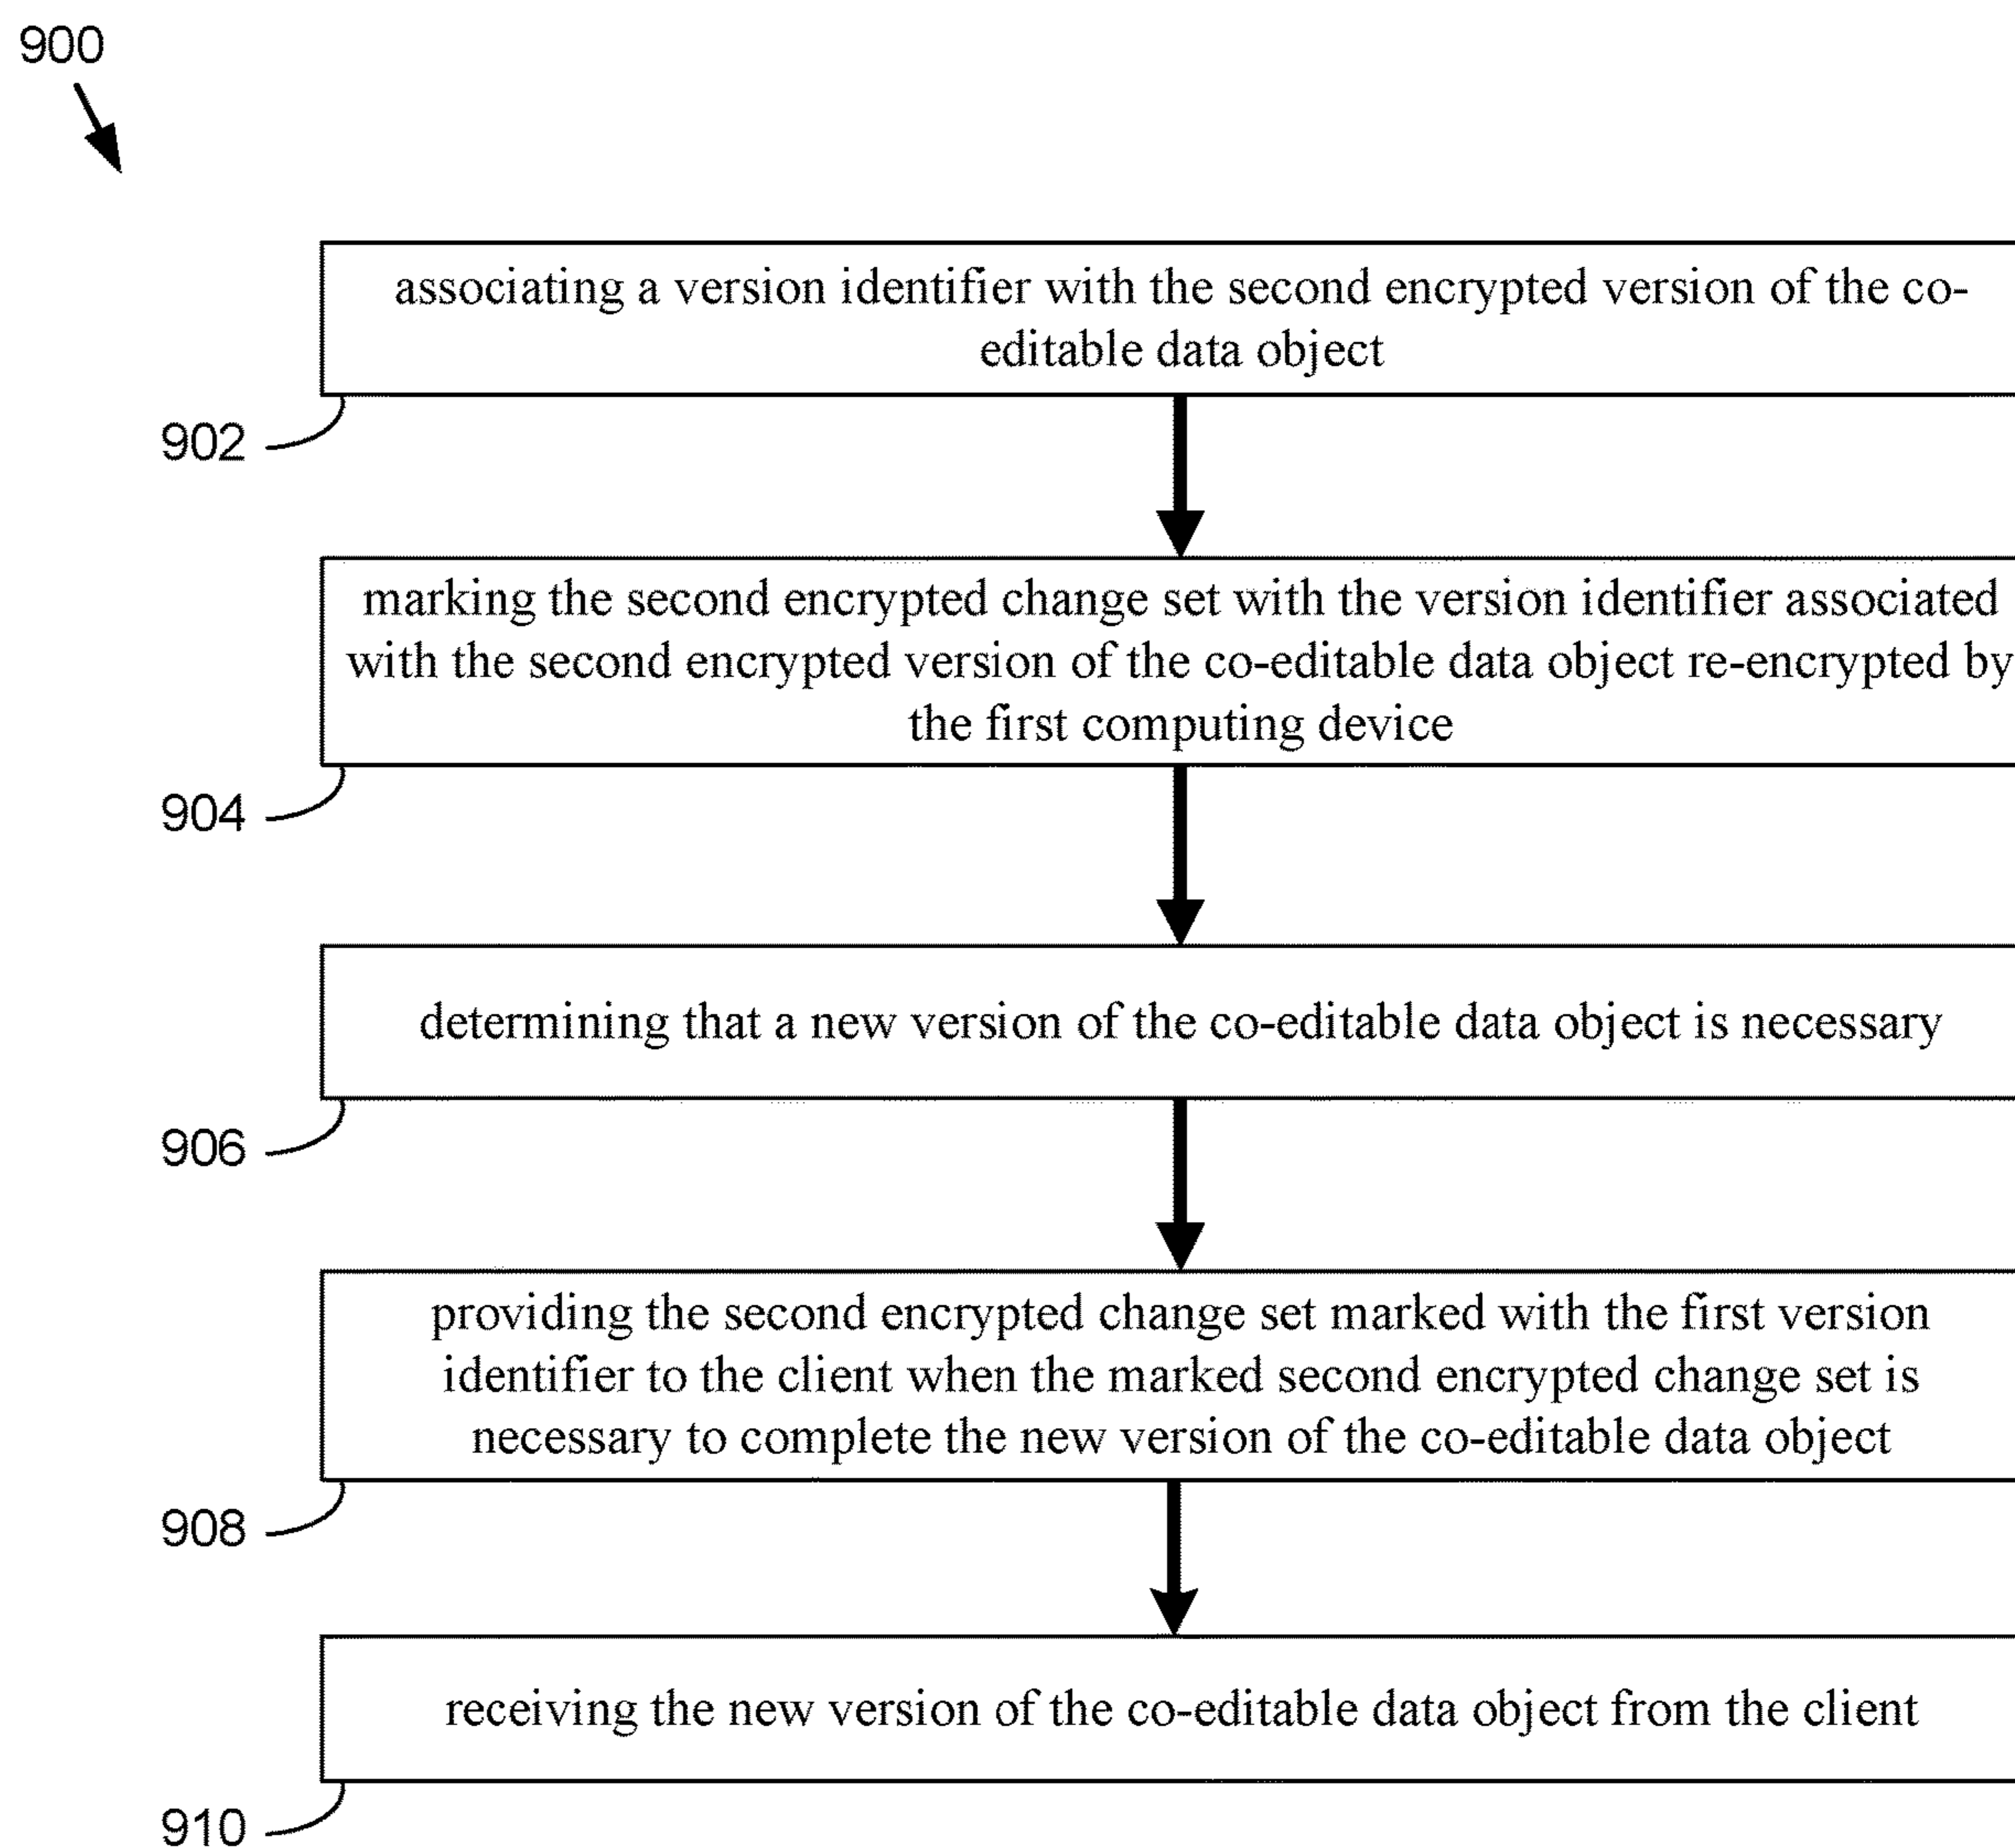 900
associating a version identifier with the second encrypted version of the co-
editable data object
902
marking the second encrypted change set with the version identifier associated
with the second encrypted version of the co-editable data object re-encrypted by
the first computing device
904
determining that a new version of the co-editable data object is necessary
906
providing the second encrypted change set marked with the first version
identifier to the client when the marked second encrypted change set is
necessary to complete the new version of the co-editable data object
908
receiving the new version of the co-editable data object from the client
910